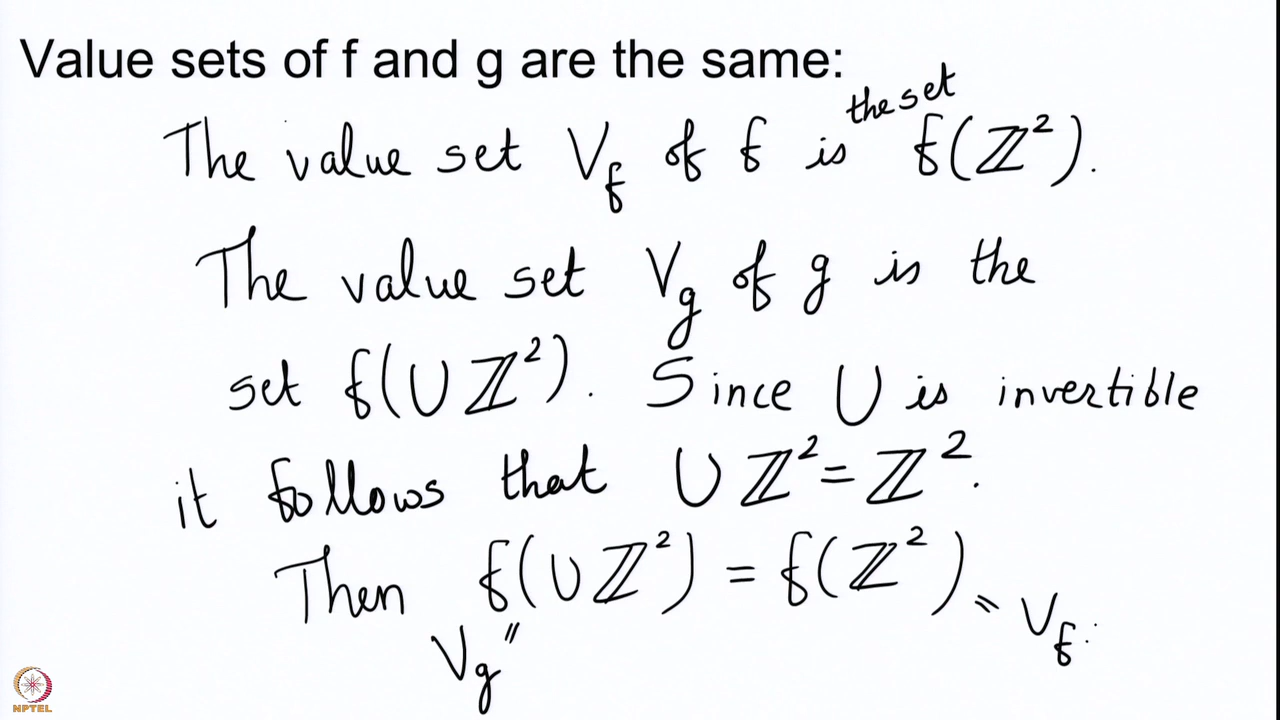 Value sets of f and g are the same:
The value set V_f of f is the set f(ℤ²).
The value set V_g of g is the
set f(Uℤ²). Since U is invertible
it follows that Uℤ² = ℤ².
Then f(Uℤ²) = f(ℤ²) = V_f.
V_g "
NPTEL